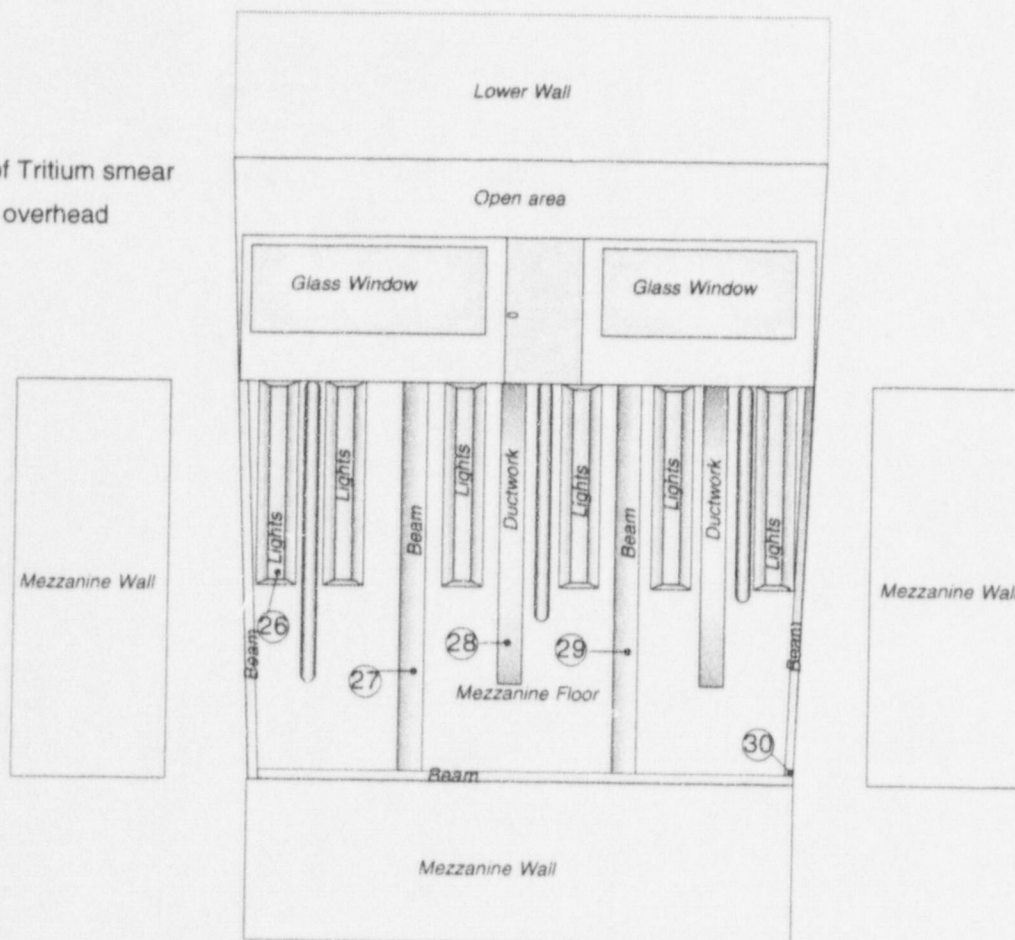 Lower Wall
of Tritium smear
Open area
overhead
Glass Window
Glass Window
Lights
Lights
Beam
Lights
Ductwork
Lights
Beam
Lights
Ductwork
Lights
Mezzanine Wall
Mezzanine Wall
26
Beam
27
28
29
Beam
Mezzanine Floor
30
Beam
Mezzanine Wall